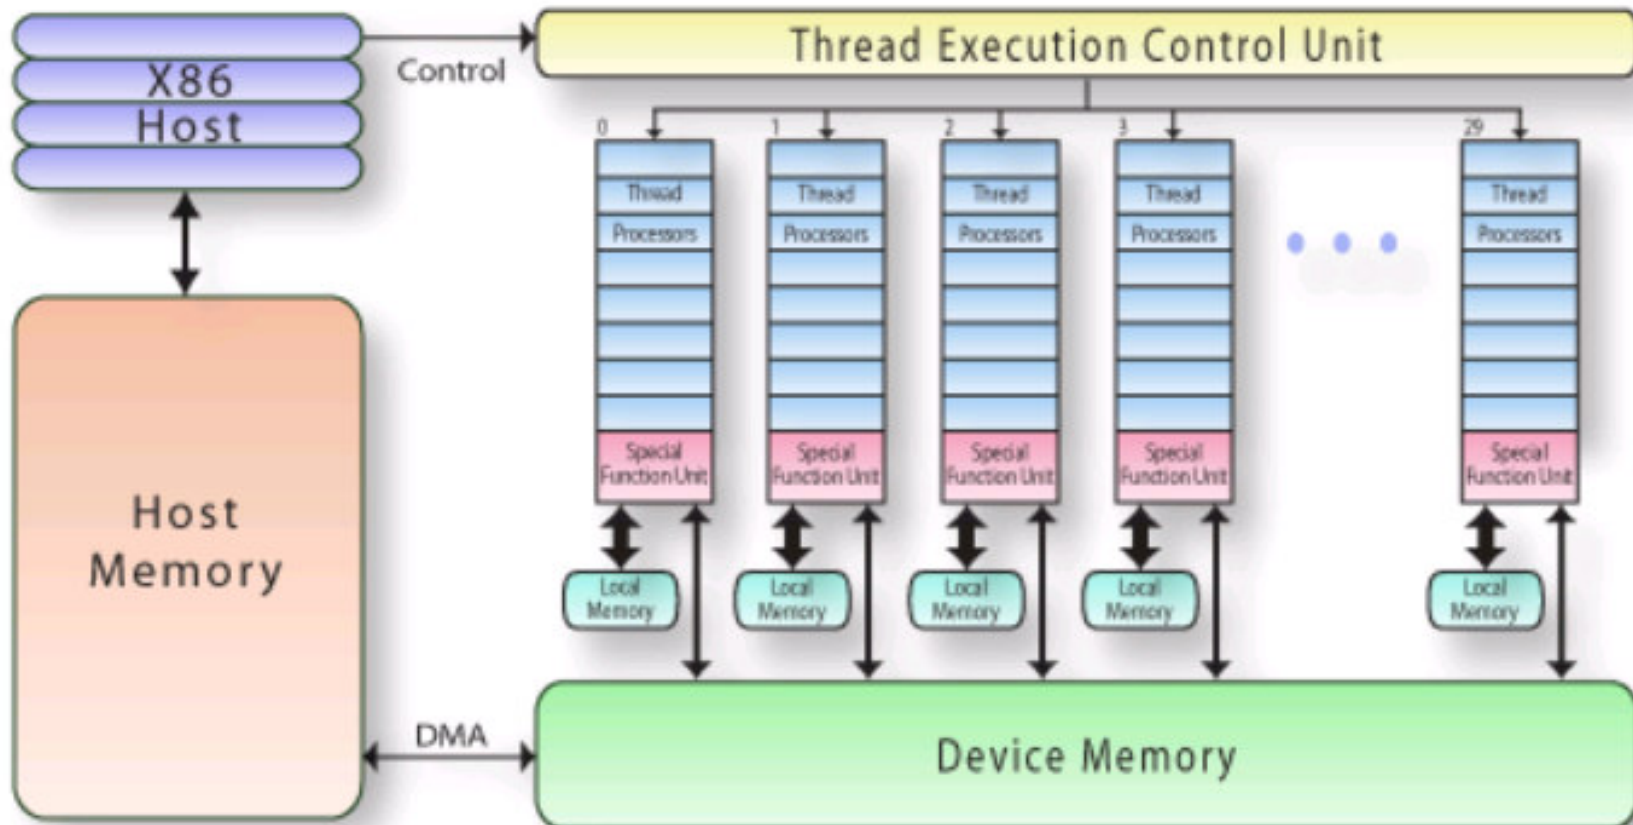 X86
Host
Control
Thread Execution Control Unit
0
1
2
3
29
Thread
Processors
Thread
Processors
Thread
Processors
Thread
Processors
Thread
Processors
Special
Function Unit
Special
Function Unit
Special
Function Unit
Special
Function Unit
Special
Function Unit
Host
Memory
Local
Memory
Local
Memory
Local
Memory
Local
Memory
Local
Memory
DMA
Device Memory